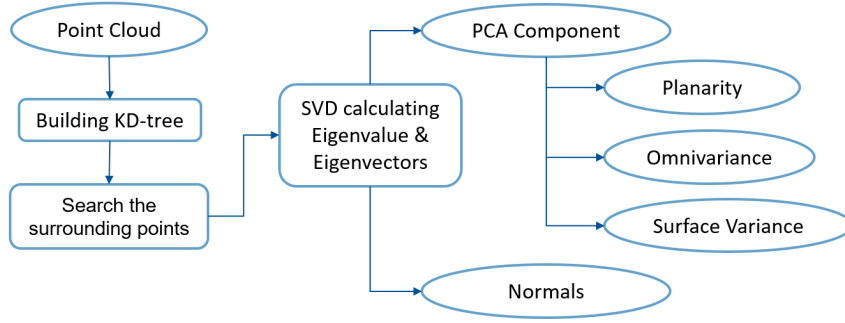 Point Cloud
Building KD-tree
Search the
surrounding points
SVD calculating
Eigenvalue &
Eigenvectors
PCA Component
Planarity
Omnivariance
Surface Variance
Normals